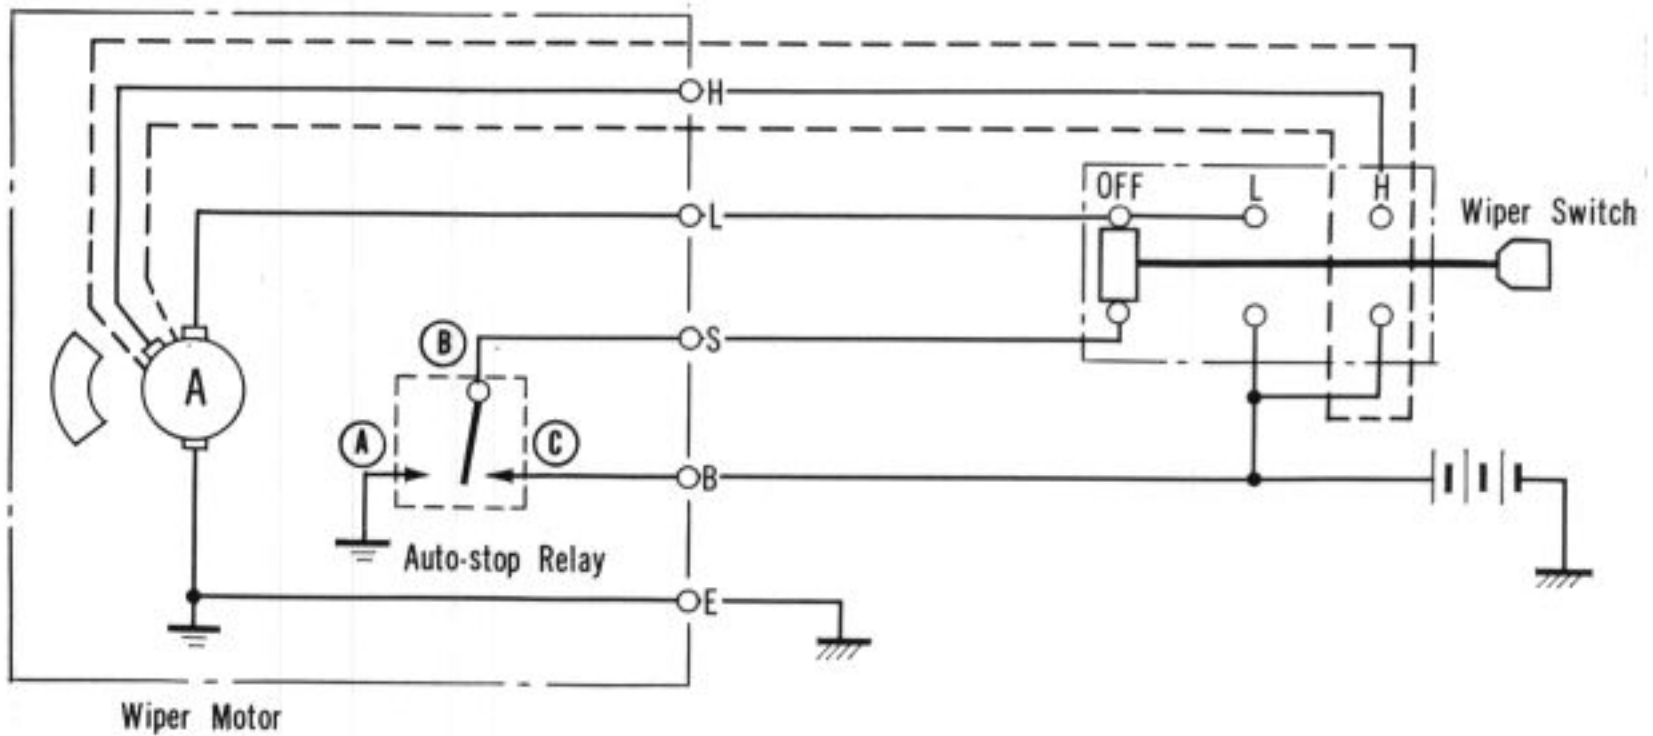 H
OFF
L
H
Wiper Switch
L
B
S
A
A
C
B
Auto-stop Relay
E
Wiper Motor